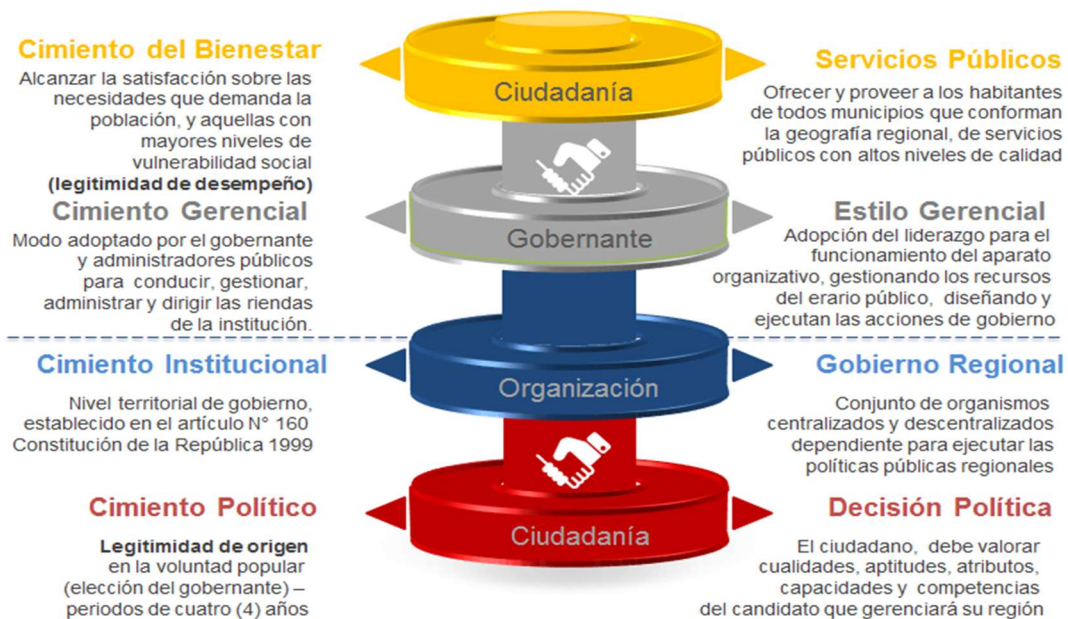 Cimiento del Bienestar
Alcanzar la satisfacción sobre las
necesidades que demanda la
población, y aquellas con
mayores niveles de
vulnerabilidad social
(legitimidad de desempeño)
Ciudadanía
Servicios Públicos
Ofrecer y proveer a los habitantes
de todos municipios que conforman
la geografía regional, de servicios
públicos con altos niveles de calidad
Cimiento Gerencial
Modo adoptado por el gobernante
y administradores públicos
para conducir, gestionar,
administrar y dirigir las riendas
de la institución.
Gobernante
Estilo Gerencial
Adopción del liderazgo para el
funcionamiento del aparato
organizativo, gestionando los recursos
del erario público, diseñando y
ejecutan las acciones de gobierno
Cimiento Institucional
Nivel territorial de gobierno,
establecido en el artículo N° 160
Constitución de la República 1999
Organización
Gobierno Regional
Conjunto de organismos
centralizados y descentralizados
dependiente para ejecutar las
políticas públicas regionales
Cimiento Político
Legitimidad de origen
en la voluntad popular
(elección del gobernante) –
periodos de cuatro (4) años
Ciudadanía
Decisión Política
El ciudadano, debe valorar
cualidades, aptitudes, atributos,
capacidades y competencias
del candidato que gerenciará su región